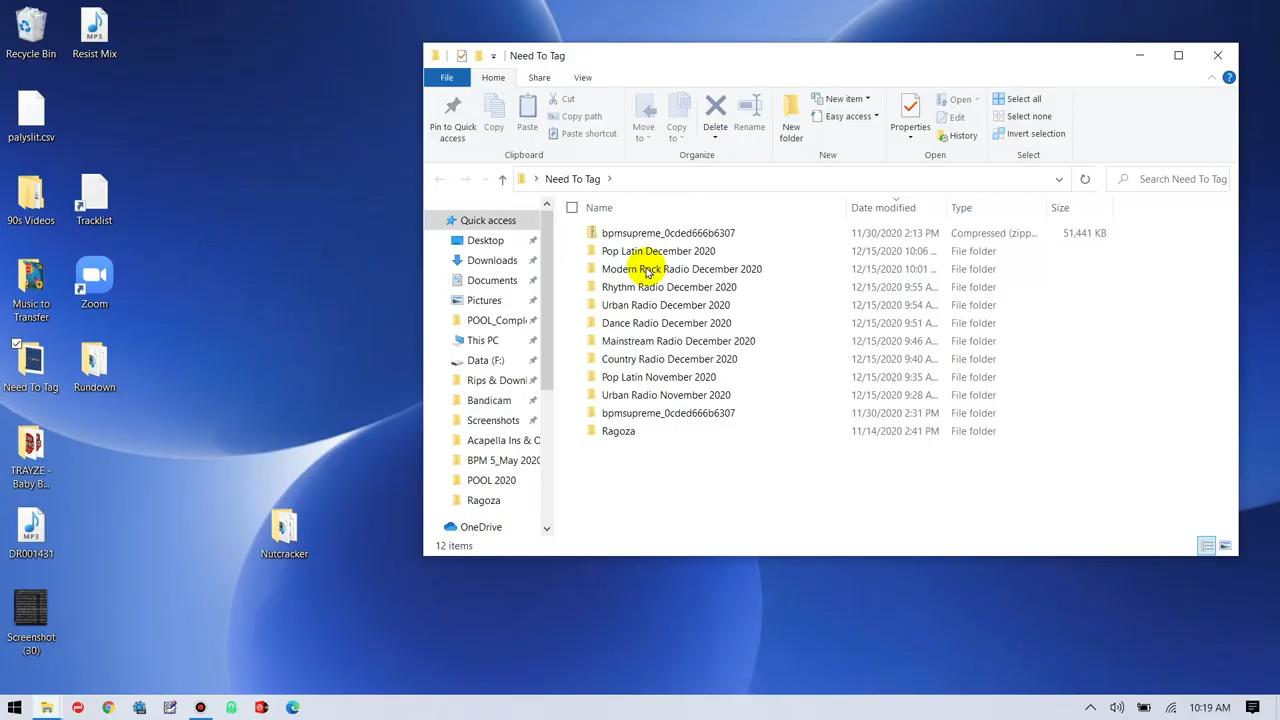 Recycle Bin
Resist Mix
palyslit.csv
90s Videos
Tracklist
Music to
Transfer
Zoom
Need To Tag
Rundown
TRAYZE -
Baby B...
DR001431
Nutcracker
Screenshot
(30)
Need To Tag
File
Home
Share
View
Pin to Quick
access
Copy
Paste
Cut
Copy path
Paste shortcut
Clipboard
Move
to
Copy
to
Delete
Rename
Organize
New
folder
New item
Easy access
New
Properties
Open
Edit
History
Open
Select all
Select none
Invert selection
Select
Need To Tag
Search Need To Tag
Quick access
Desktop
Downloads
Documents
Pictures
POOL_Compl
This PC
Data (F:)
Rips & Downl
Bandicam
Screenshots
Acapella Ins & O
BPM 5_May 2020
POOL 2020
Ragoza
OneDrive
Name Date modified Type Size
bpmsupreme_0cded666b6307 11/30/2020 2:13 PM Compressed (zipp... 51,441 KB
Pop Latin December 2020 12/15/2020 10:06 ... File folder
Modern Rock Radio December 2020 12/15/2020 10:01 ... File folder
Rhythm Radio December 2020 12/15/2020 9:55 A... File folder
Urban Radio December 2020 12/15/2020 9:54 A... File folder
Dance Radio December 2020 12/15/2020 9:51 A... File folder
Mainstream Radio December 2020 12/15/2020 9:46 A... File folder
Country Radio December 2020 12/15/2020 9:40 A... File folder
Pop Latin November 2020 12/15/2020 9:35 A... File folder
Urban Radio November 2020 12/15/2020 9:28 A... File folder
bpmsupreme_0cded666b6307 11/30/2020 2:31 PM File folder
Ragoza 11/14/2020 2:41 PM File folder
12 items
10:19 AM